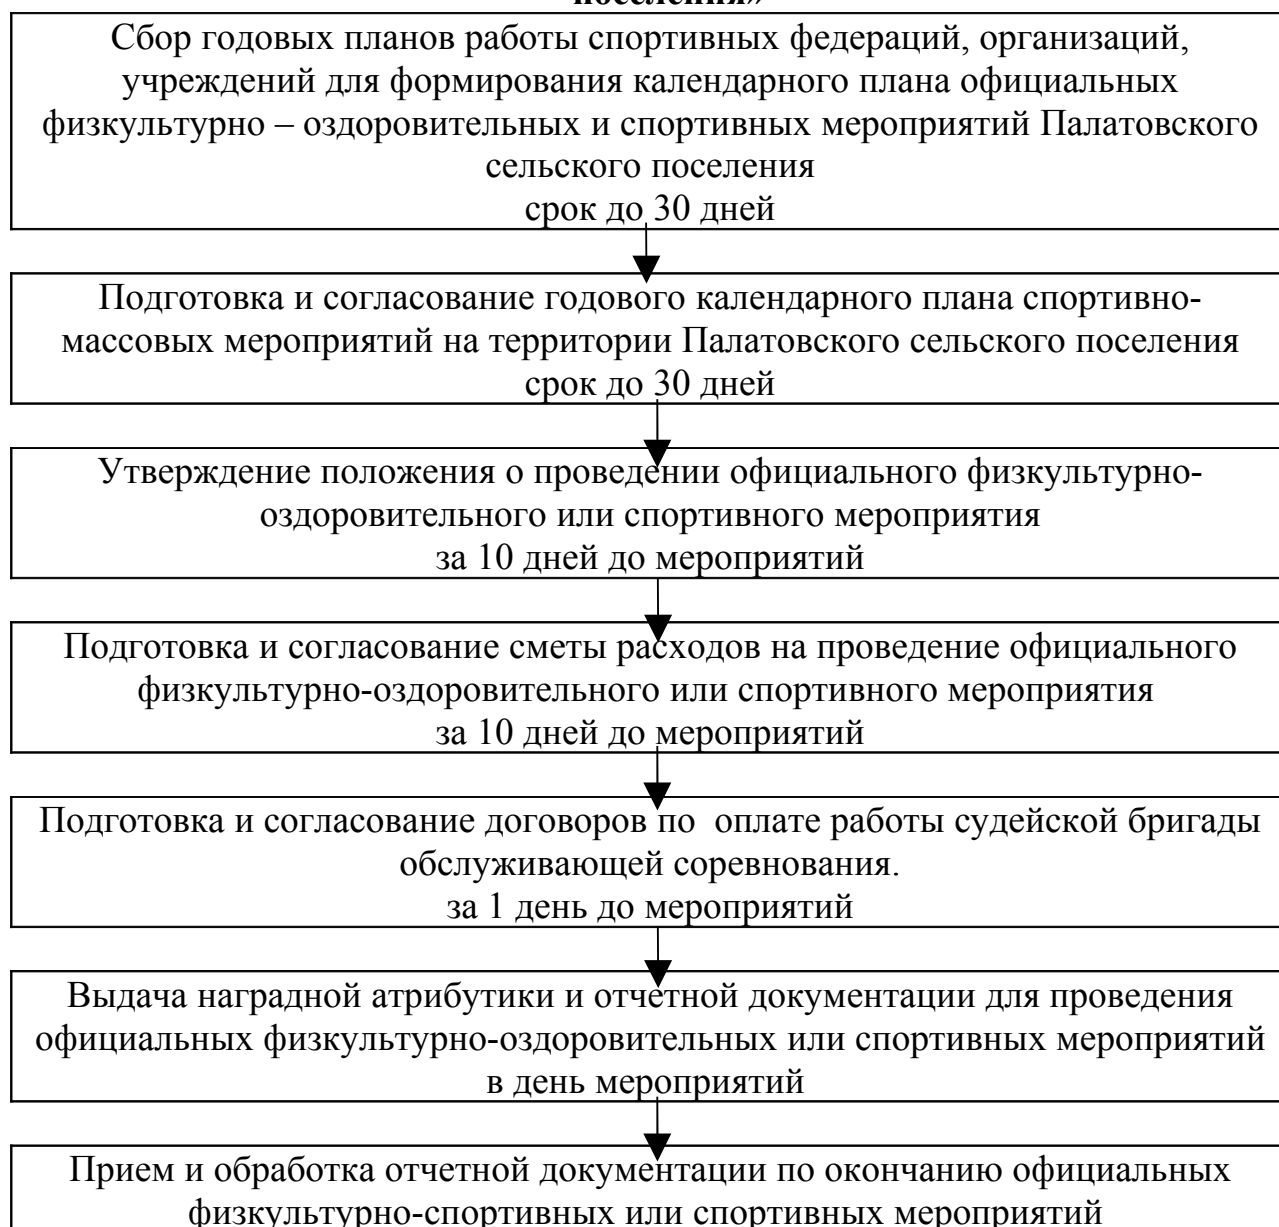 поселения»
Сбор годовых планов работы спортивных федераций, организаций,
учреждений для формирования календарного плана официальных
физкультурно – оздоровительных и спортивных мероприятий Палатовского
сельского поселения
срок до 30 дней
Подготовка и согласование годового календарного плана спортивно-
массовых мероприятий на территории Палатовского сельского поселения
срок до 30 дней
Утверждение положения о проведении официального физкультурно-
оздоровительного или спортивного мероприятия
за 10 дней до мероприятий
Подготовка и согласование сметы расходов на проведение официального
физкультурно-оздоровительного или спортивного мероприятия
за 10 дней до мероприятий
Подготовка и согласование договоров по  оплате работы судейской бригады
обслуживающей соревнования.
за 1 день до мероприятий
Выдача наградной атрибутики и отчетной документации для проведения
официальных физкультурно-оздоровительных или спортивных мероприятий
в день мероприятий
Прием и обработка отчетной документации по окончанию официальных
физкультурно-спортивных или спортивных мероприятий